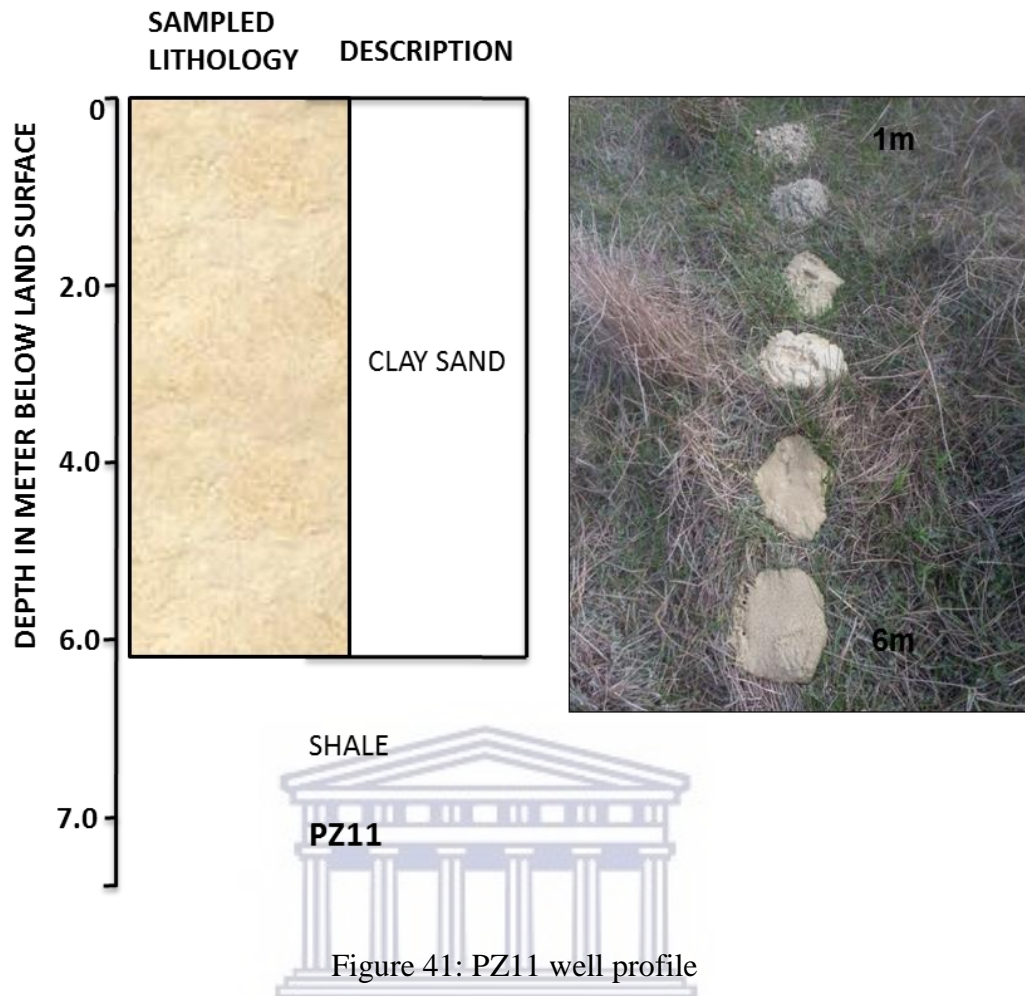 SAMPLED
LITHOLOGY
DESCRIPTION
DEPTH IN METER BELOW LAND SURFACE
0
2.0
4.0
6.0
7.0
CLAY SAND
1m
6m
SHALE
PZ11
Figure 41: PZ11 well profile